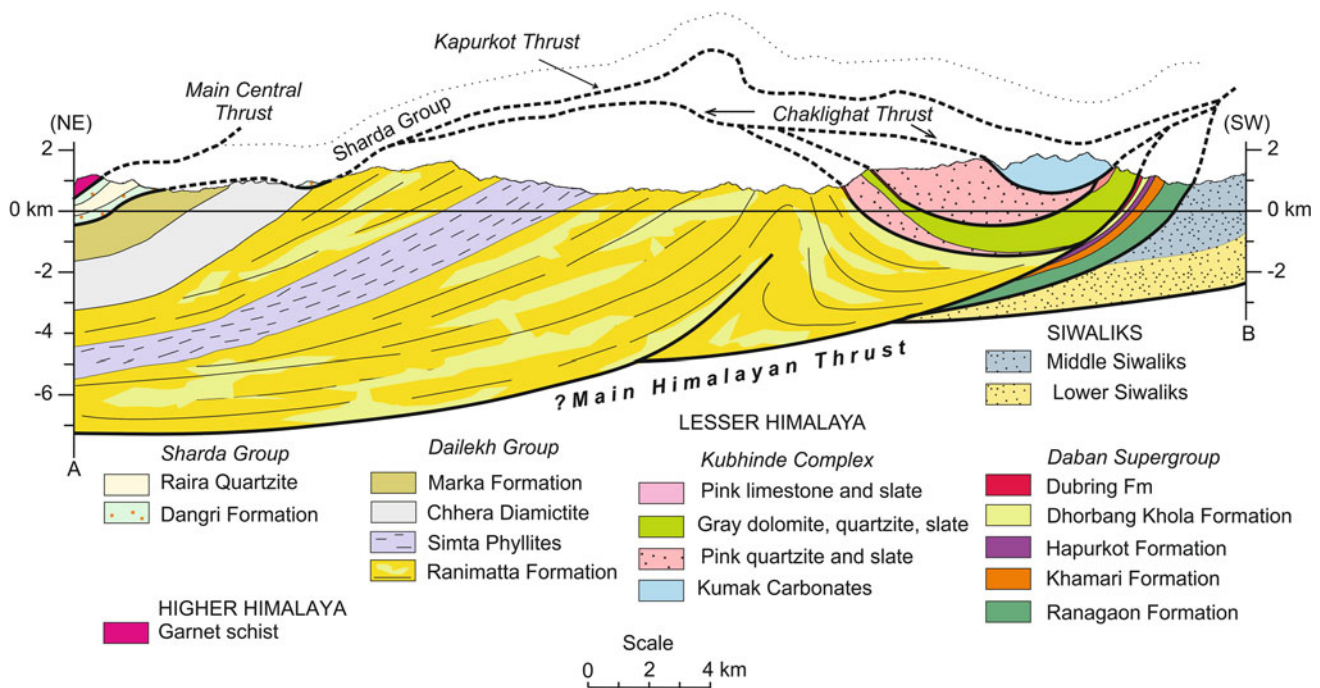 Kapurkot Thrust
Main Central
Thrust
Sharda Group
Chaklighat Thrust
(NE)
(SW)
2
2
0 km
0 km
-2
-2
-4
-6
A
B
?Main Himalayan Thrust
SIWALIKS
Middle Siwaliks
Lower Siwaliks
LESSER HIMALAYA
Sharda Group
Raira Quartzite
Dangri Formation
HIGHER HIMALAYA
Garnet schist
Dailekh Group
Marka Formation
Chhera Diamictite
Simta Phyllites
Ranimatta Formation
Kubhinde Complex
Pink limestone and slate
Gray dolomite, quartzite, slate
Pink quartzite and slate
Kumak Carbonates
Daban Supergroup
Dubring Fm
Dhorbang Khola Formation
Hapurkot Formation
Khamari Formation
Ranagaon Formation
Scale
0 2 4 km